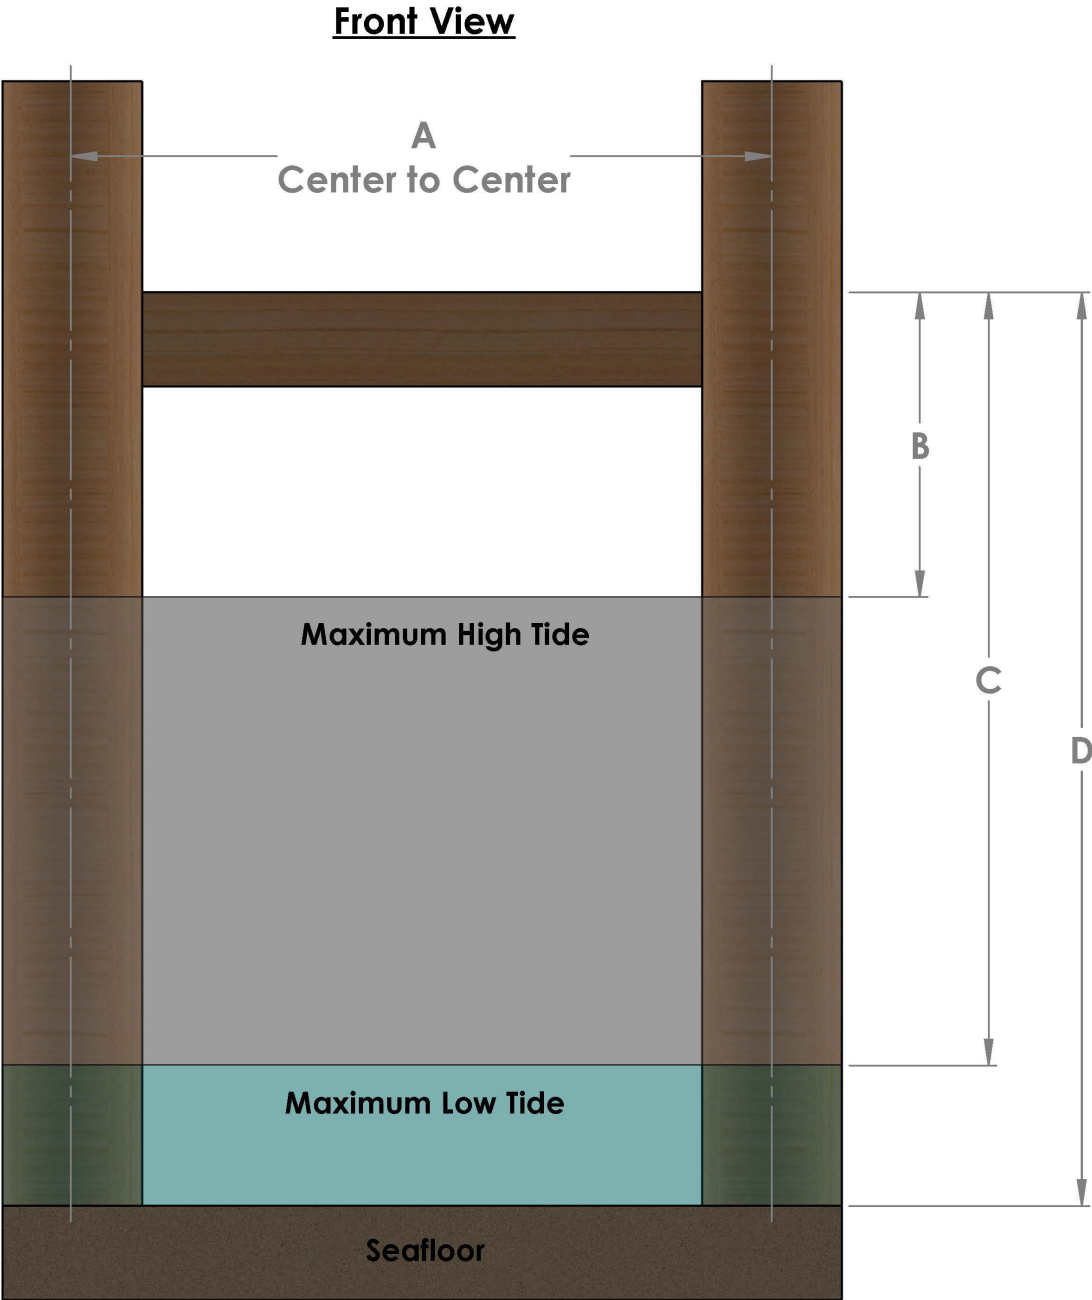 Front View
A
Center to Center
B
Maximum High Tide
C
D
Maximum Low Tide
Seafloor